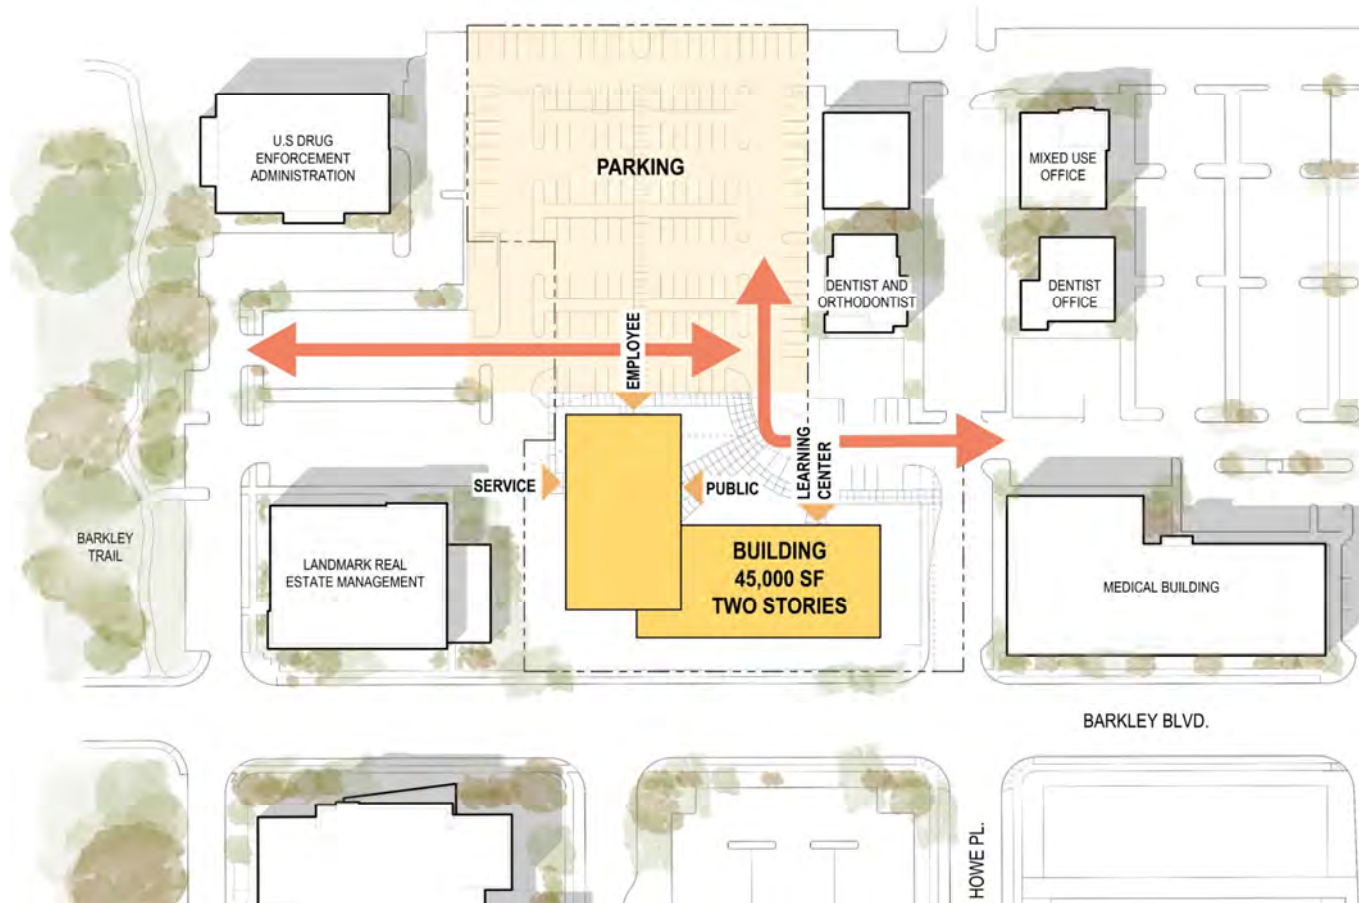 U.S DRUG
ENFORCEMENT
ADMINISTRATION
PARKING
MIXED USE
OFFICE
DENTIST AND
ORTHODONTIST
DENTIST
OFFICE
EMPLOYEE
LEARNING
CENTER
SERVICE
PUBLIC
BARKLEY
TRAIL
LANDMARK REAL
ESTATE MANAGEMENT
BUILDING
45,000 SF
TWO STORIES
MEDICAL BUILDING
BARKLEY BLVD.
HOWE PL.